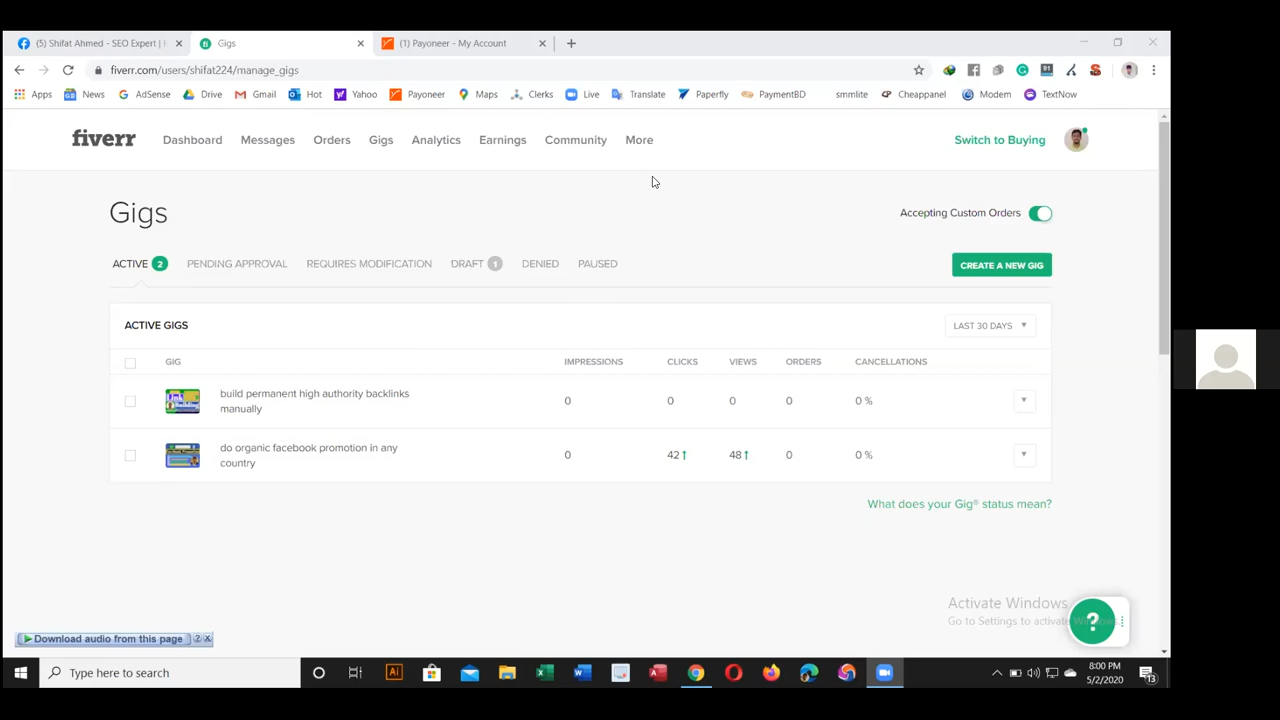 (5) Shifat Ahmed - SEO Expert |
Gigs
(1) Payoneer - My Account
fiverr.com/users/shifat224/manage_gigs
Apps News AdSense Drive Gmail Hot Yahoo Payoneer Maps Clerks Live Translate Paperfly PaymentBD smmlite Cheappanel Modem TextNow
fiverr Dashboard Messages Orders Gigs Analytics Earnings Community More Switch to Buying
Gigs
Accepting Custom Orders
ACTIVE 2 PENDING APPROVAL REQUIRES MODIFICATION DRAFT 1 DENIED PAUSED
CREATE A NEW GIG
ACTIVE GIGS
LAST 30 DAYS
GIG IMPRESSIONS CLICKS VIEWS ORDERS CANCELLATIONS
build permanent high authority backlinks
manually
0 0 0 0 0 %
do organic facebook promotion in any
country
0 42 48 0 0 %
What does your Gig® status mean?
Activate Windows
Go to Settings to activate
?
Download audio from this page ? X
Type here to search
8:00 PM
5/2/2020
13